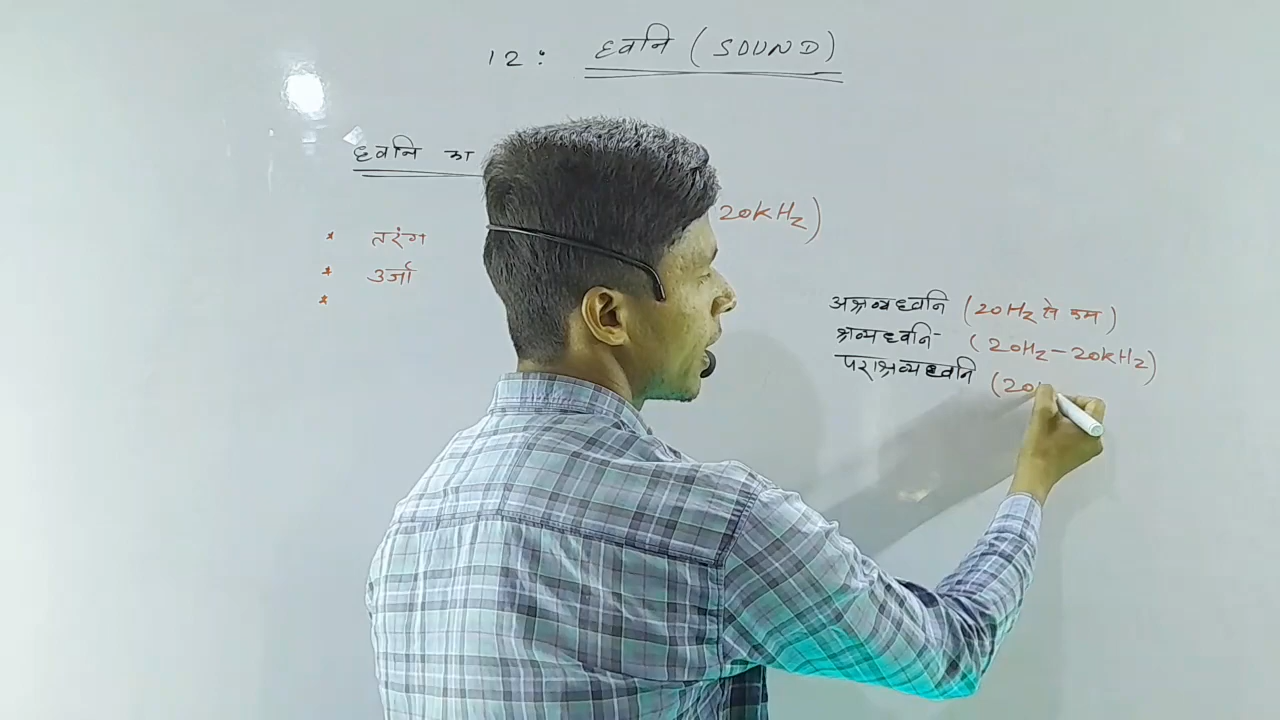 12: ध्वनि (SOUND)
ध्वनि का
20kHz)
* तरंग
* उर्जा
*
अश्रव्यध्वनि (20Hz से कम)
श्रव्यध्वनि- (20Hz-20kHz)
पराश्रव्यध्वनि (20